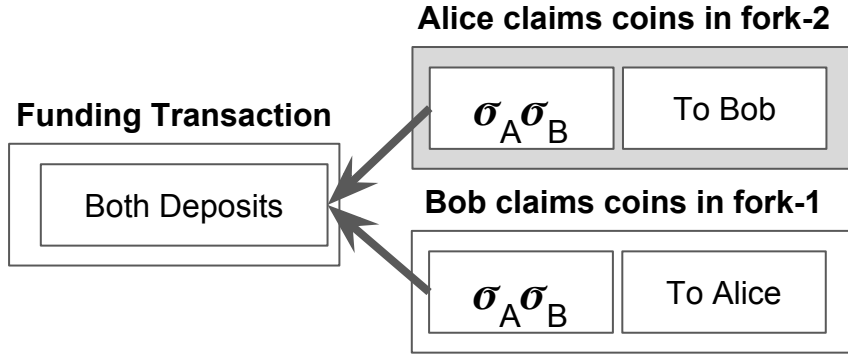 Alice claims coins in fork-2
σAσB
To Bob
Funding Transaction
Both Deposits
Bob claims coins in fork-1
σAσB
To Alice